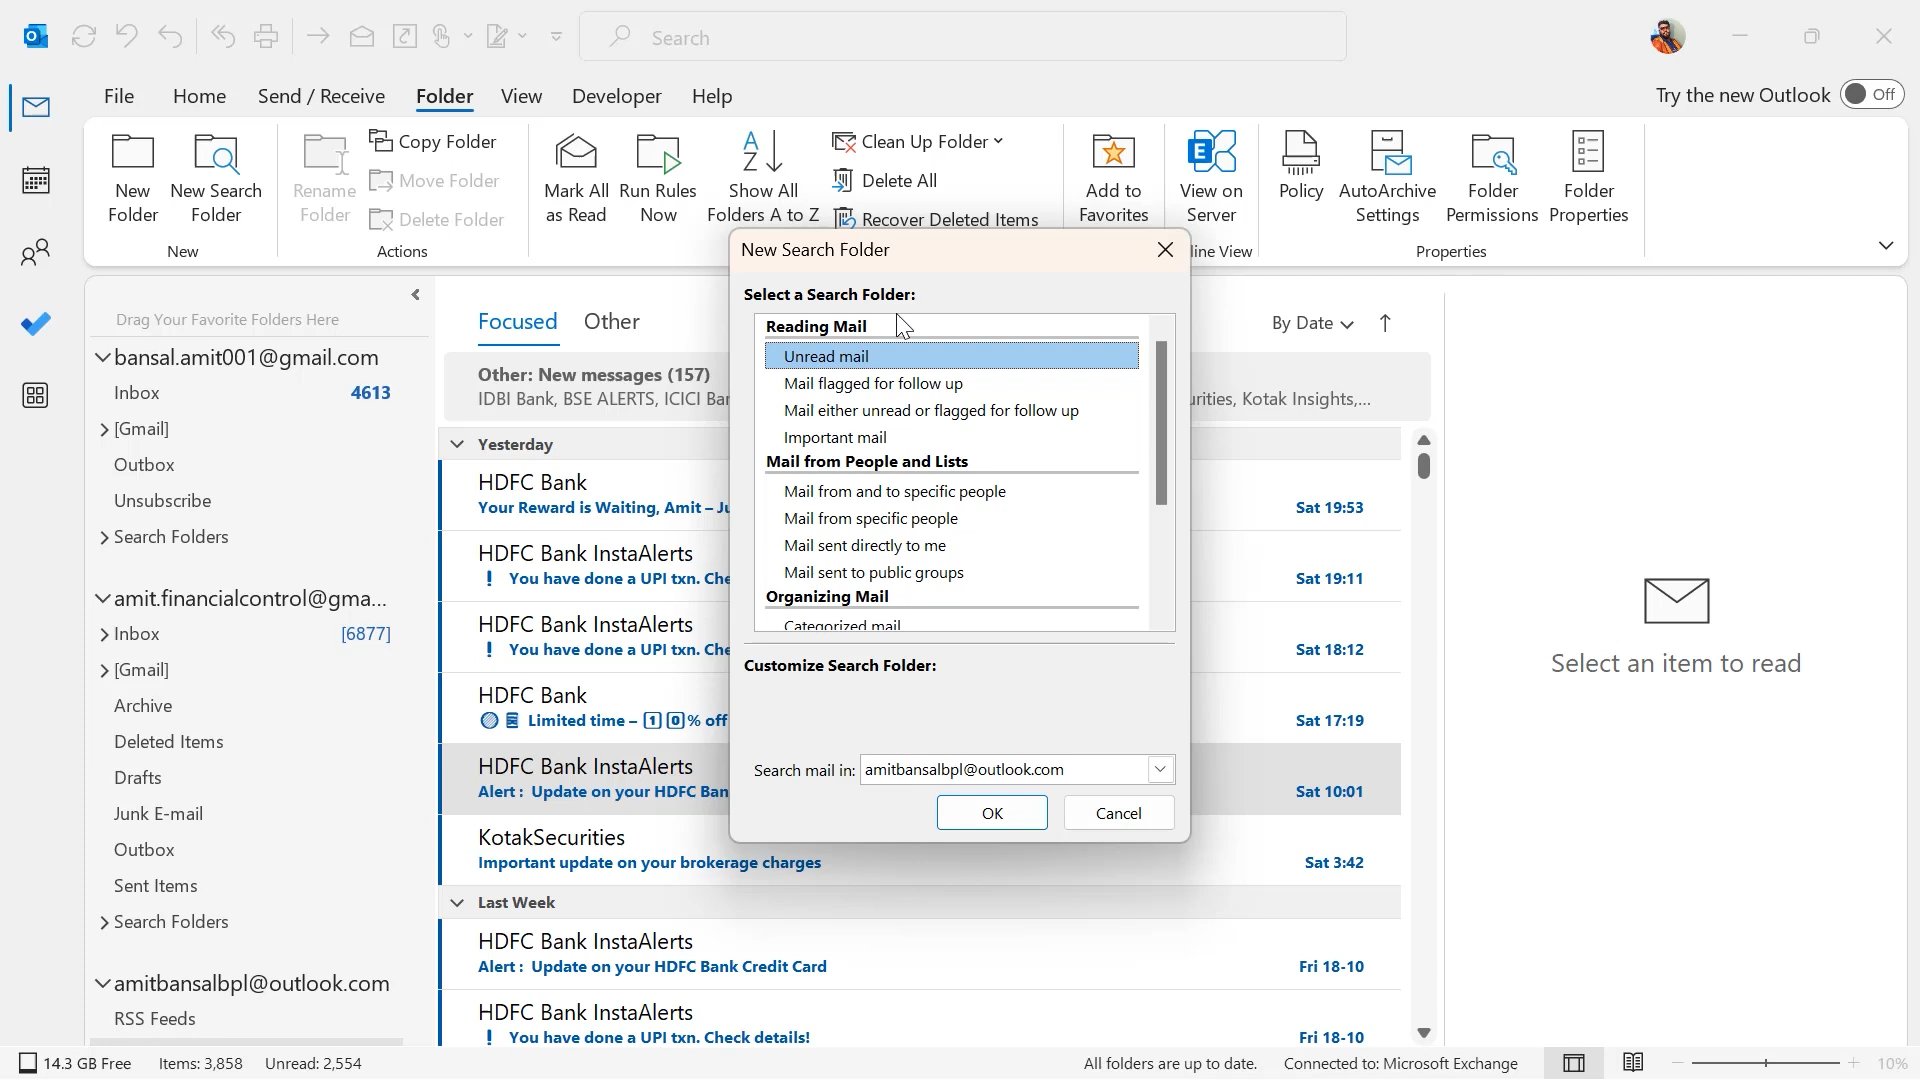 Search
File Home Send / Receive Folder View Developer Help
Try the new Outlook Off
New Folder
New Search Folder
New
Rename Folder
Copy Folder
Move Folder
Delete Folder
Actions
Mark All as Read
Run Rules Now
Show All Folders A to Z
Clean Up Folder
Delete All
Recover Deleted Items
Add to Favorites
View on Server
line View
Policy
AutoArchive Settings
Folder Permissions
Folder Properties
Properties
Drag Your Favorite Folders Here
bansal.amit001@gmail.com
Inbox 4613
[Gmail]
Outbox
Unsubscribe
Search Folders
amit.financialcontrol@gma...
Inbox [6877]
[Gmail]
Archive
Deleted Items
Drafts
Junk E-mail
Outbox
Sent Items
Search Folders
amitbansalbpl@outlook.com
RSS Feeds
Focused Other
By Date
Other: New messages (157)
IDBI Bank, BSE ALERTS, ICICI Bar
urities, Kotak Insights,...
Yesterday
HDFC Bank
Your Reward is Waiting, Amit – Ju
Sat 19:53
HDFC Bank InstaAlerts
! You have done a UPI txn. Che
Sat 19:11
HDFC Bank InstaAlerts
! You have done a UPI txn. Che
Sat 18:12
HDFC Bank
Limited time – 1 0 % off
Sat 17:19
HDFC Bank InstaAlerts
Alert : Update on your HDFC Ban
Sat 10:01
KotakSecurities
Important update on your brokerage charges
Sat 3:42
Last Week
HDFC Bank InstaAlerts
Alert : Update on your HDFC Bank Credit Card
Fri 18-10
HDFC Bank InstaAlerts
! You have done a UPI txn. Check details!
Fri 18-10
New Search Folder
Select a Search Folder:
Reading Mail
Unread mail
Mail flagged for follow up
Mail either unread or flagged for follow up
Important mail
Mail from People and Lists
Mail from and to specific people
Mail from specific people
Mail sent directly to me
Mail sent to public groups
Organizing Mail
Categorized mail
Customize Search Folder:
Search mail in: amitbansalbpl@outlook.com
OK Cancel
Select an item to read
14.3 GB Free Items: 3,858 Unread: 2,554
All folders are up to date. Connected to: Microsoft Exchange
10%